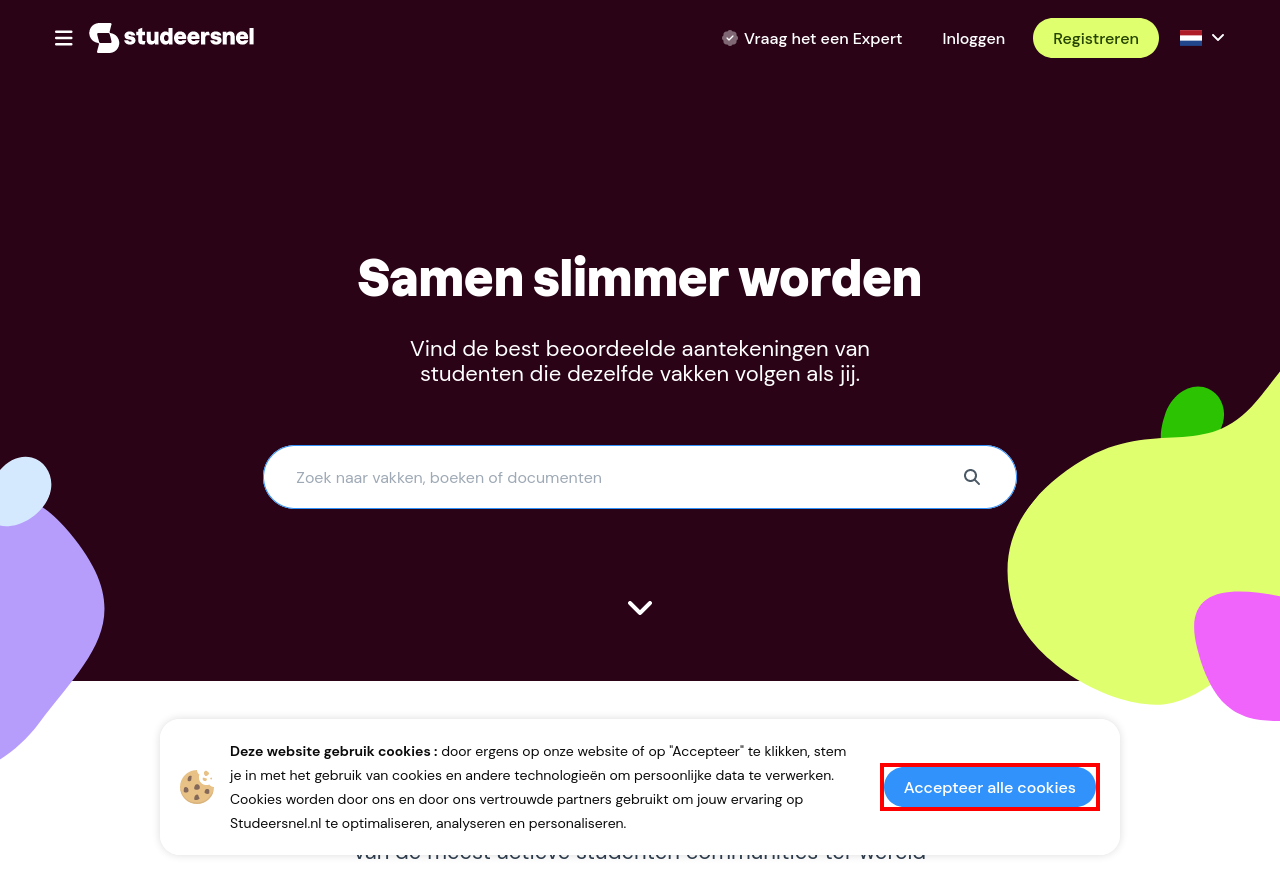 studeersnel
Vraag het een Expert
Inloggen
Registreren
Samen slimmer worden
Vind de best beoordeelde aantekeningen van
studenten die dezelfde vakken volgen als jij.
Zoek naar vakken, boeken of documenten
Deze website gebruik cookies : door ergens op onze website of op "Accepteer" te klikken, stem
je in met het gebruik van cookies en andere technologieën om persoonlijke data te verwerken.
Cookies worden door ons en door ons vertrouwde partners gebruikt om jouw ervaring op
Studeersnel.nl te optimaliseren, analyseren en personaliseren.
Accepteer alle cookies
van de meest actieve studenten communities ter wereld